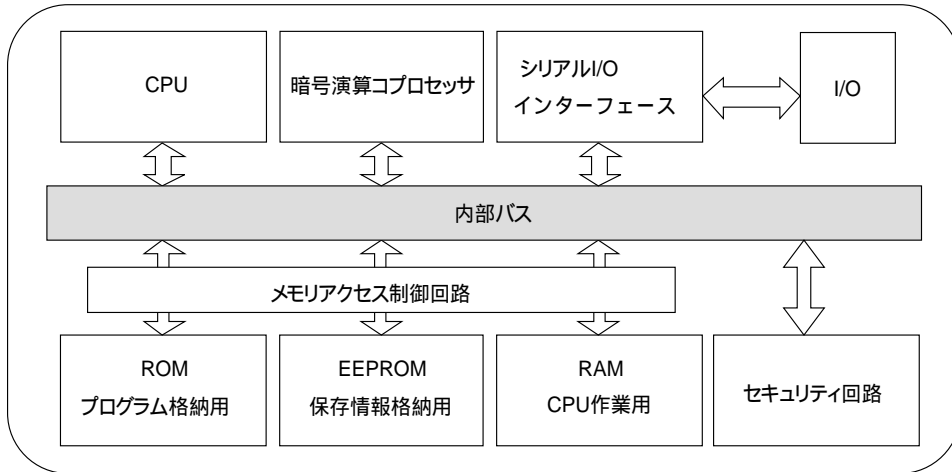 CPU
暗号演算コプロセッサ
シリアルI/O
インターフェース
I/O
内部バス
メモリアクセス制御回路
ROM
プログラム格納用
EEPROM
保存情報格納用
RAM
CPU作業用
セキュリティ回路